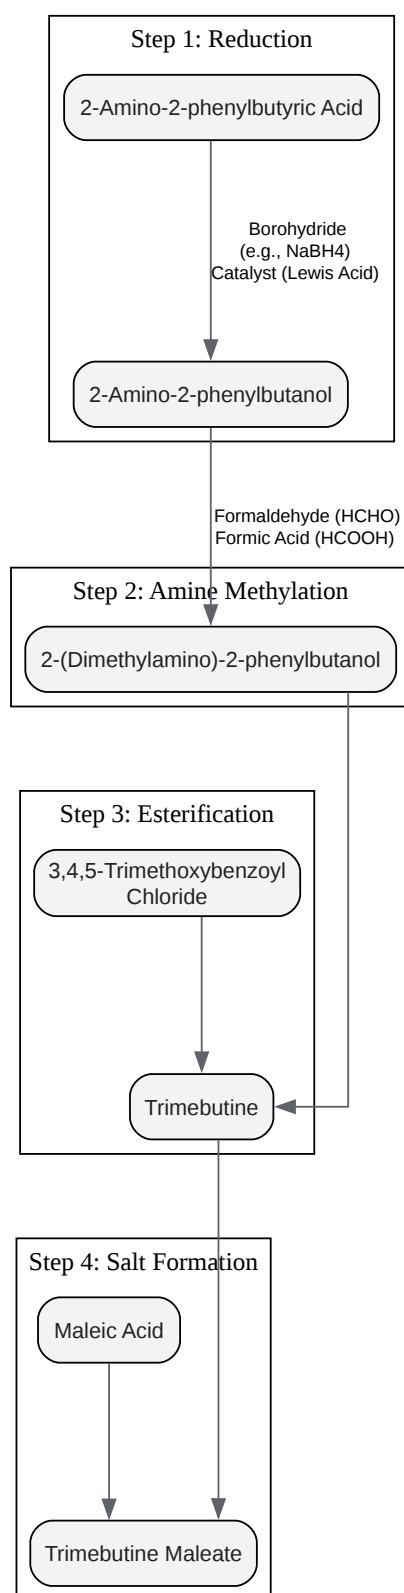 Step 1: Reduction
2-Amino-2-phenylbutyric Acid
Borohydride
(e.g., NaBH4)
Catalyst (Lewis Acid)
2-Amino-2-phenylbutanol
Formaldehyde (HCHO)
Formic Acid (HCOOH)
Step 2: Amine Methylation
2-(Dimethylamino)-2-phenylbutanol
Step 3: Esterification
3,4,5-Trimethoxybenzoyl
Chloride
Trimebutine
Step 4: Salt Formation
Maleic Acid
Trimebutine Maleate